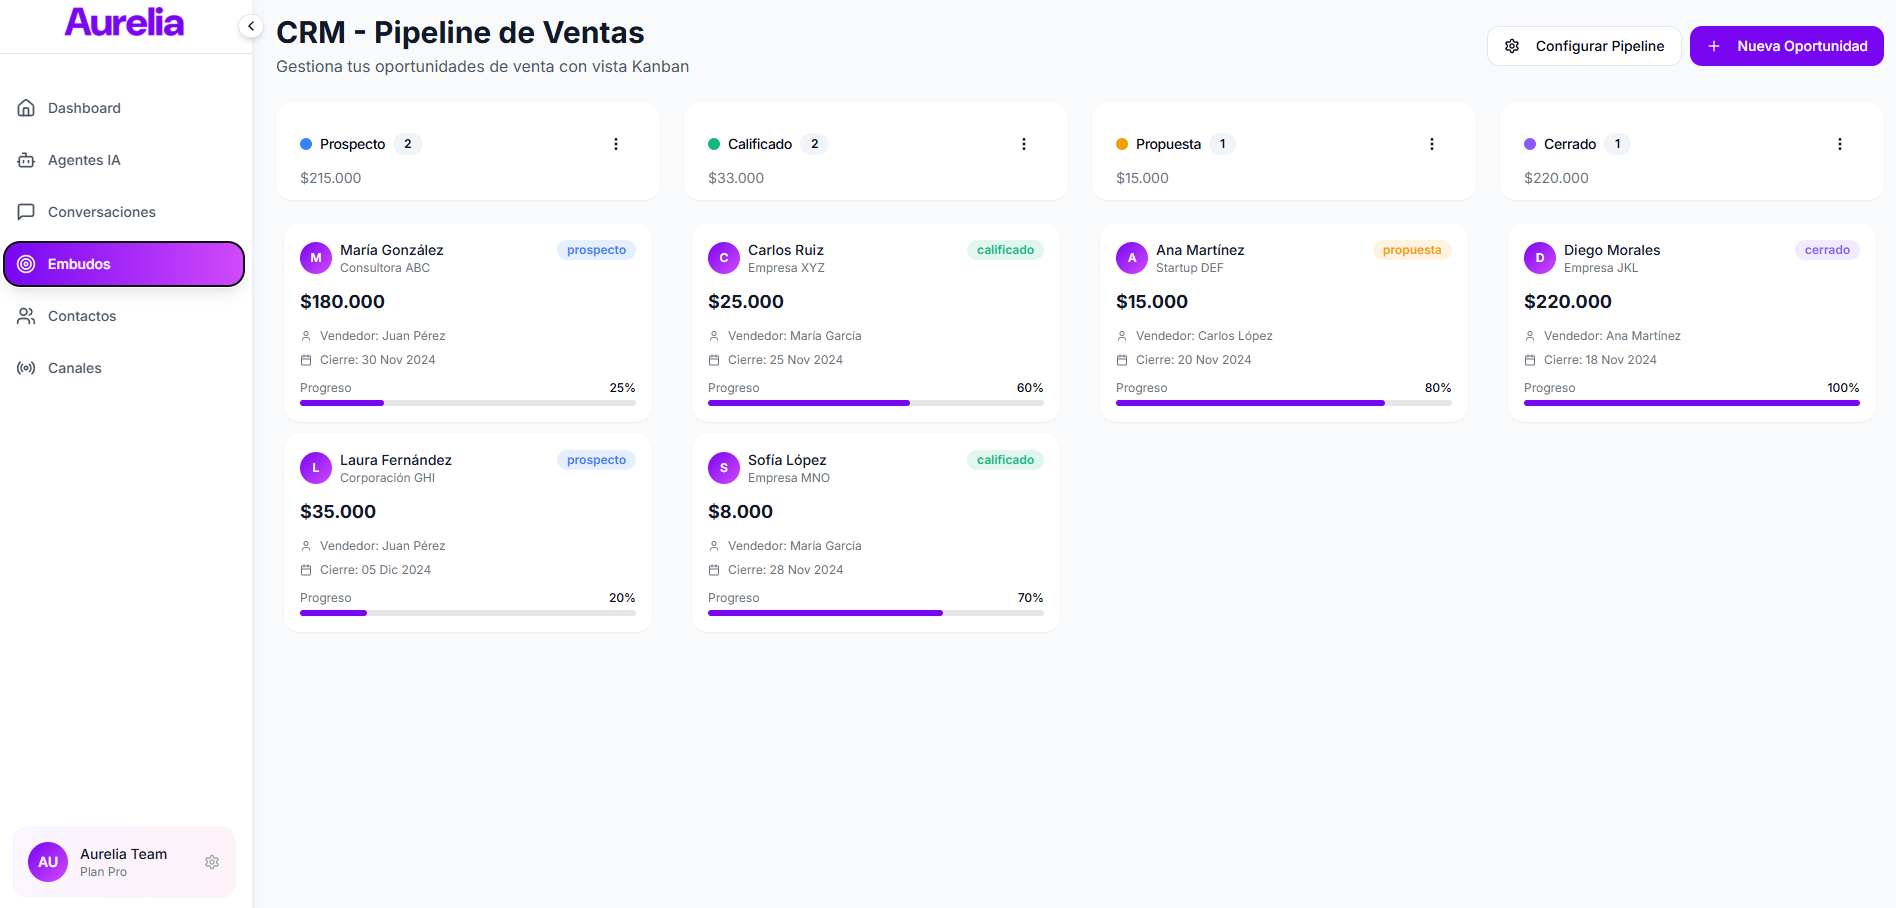 Aurelia
Dashboard
Agentes IA
Conversaciones
Embudos
Contactos
Canales
AU
Aurelia Team
Plan Pro
CRM - Pipeline de Ventas
Gestiona tus oportunidades de venta con vista Kanban
Configurar Pipeline
Nueva Oportunidad
Prospecto 2
$215.000
M
María González
Consultora ABC
prospecto
$180.000
Vendedor: Juan Pérez
Cierre: 30 Nov 2024
Progreso 25%
L
Laura Fernández
Corporación GHI
prospecto
$35.000
Vendedor: Juan Pérez
Cierre: 05 Dic 2024
Progreso 20%
Calificado 2
$33.000
C
Carlos Ruiz
Empresa XYZ
calificado
$25.000
Vendedor: María García
Cierre: 25 Nov 2024
Progreso 60%
S
Sofía López
Empresa MNO
calificado
$8.000
Vendedor: María García
Cierre: 28 Nov 2024
Progreso 70%
Propuesta 1
$15.000
A
Ana Martínez
Startup DEF
propuesta
$15.000
Vendedor: Carlos López
Cierre: 20 Nov 2024
Progreso 80%
Cerrado 1
$220.000
D
Diego Morales
Empresa JKL
cerrado
$220.000
Vendedor: Ana Martínez
Cierre: 18 Nov 2024
Progreso 100%